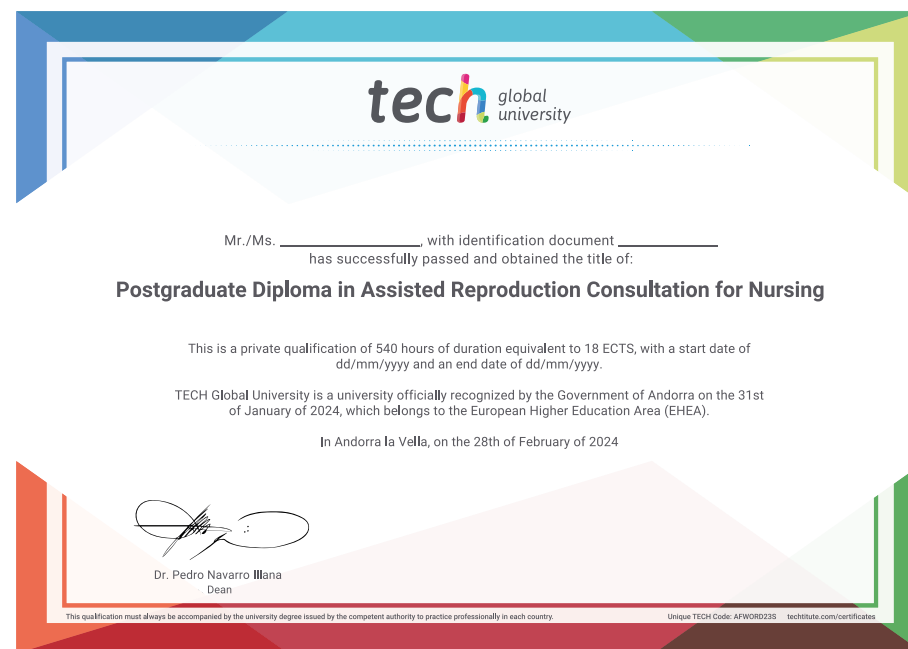 tech global university
Mr./Ms. ____________________, with identification document ______________
has successfully passed and obtained the title of:
Postgraduate Diploma in Assisted Reproduction Consultation for Nursing
This is a private qualification of 540 hours of duration equivalent to 18 ECTS, with a start date of
dd/mm/yyyy and an end date of dd/mm/yyyy.
TECH Global University is a university officially recognized by the Government of Andorra on the 31st
of January of 2024, which belongs to the European Higher Education Area (EHEA).
In Andorra la Vella, on the 28th of February of 2024
Dr. Pedro Navarro Illana
Dean
This qualification must always be accompanied by the university degree issued by the competent authority to practice professionally in each country.
Unique TECH Code: AFWORD23S techtitute.com/certificates